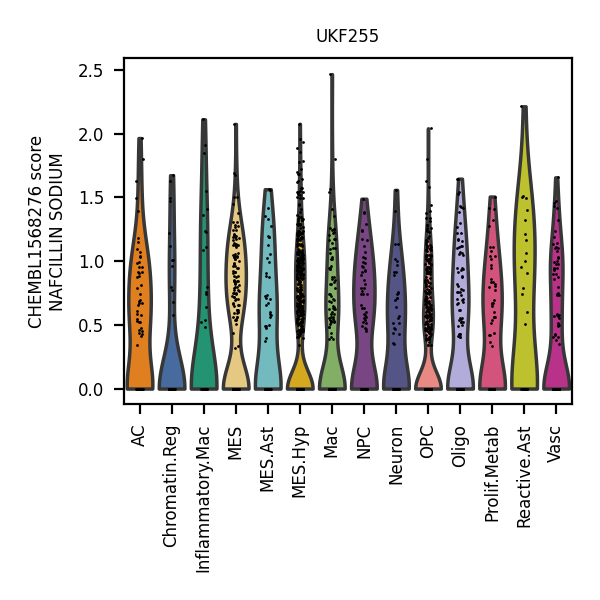 UKF255
CHEMBL1568276 score
NAFCILLIN SODIUM
2.5
2.0
1.5
1.0
0.5
0.0
AC
Chromatin.Reg
Inflammatory.Mac
MES
MES.Ast
MES.Hyp
Mac
NPC
Neuron
OPC
Oligo
Prolif.Metab
Reactive.Ast
Vasc